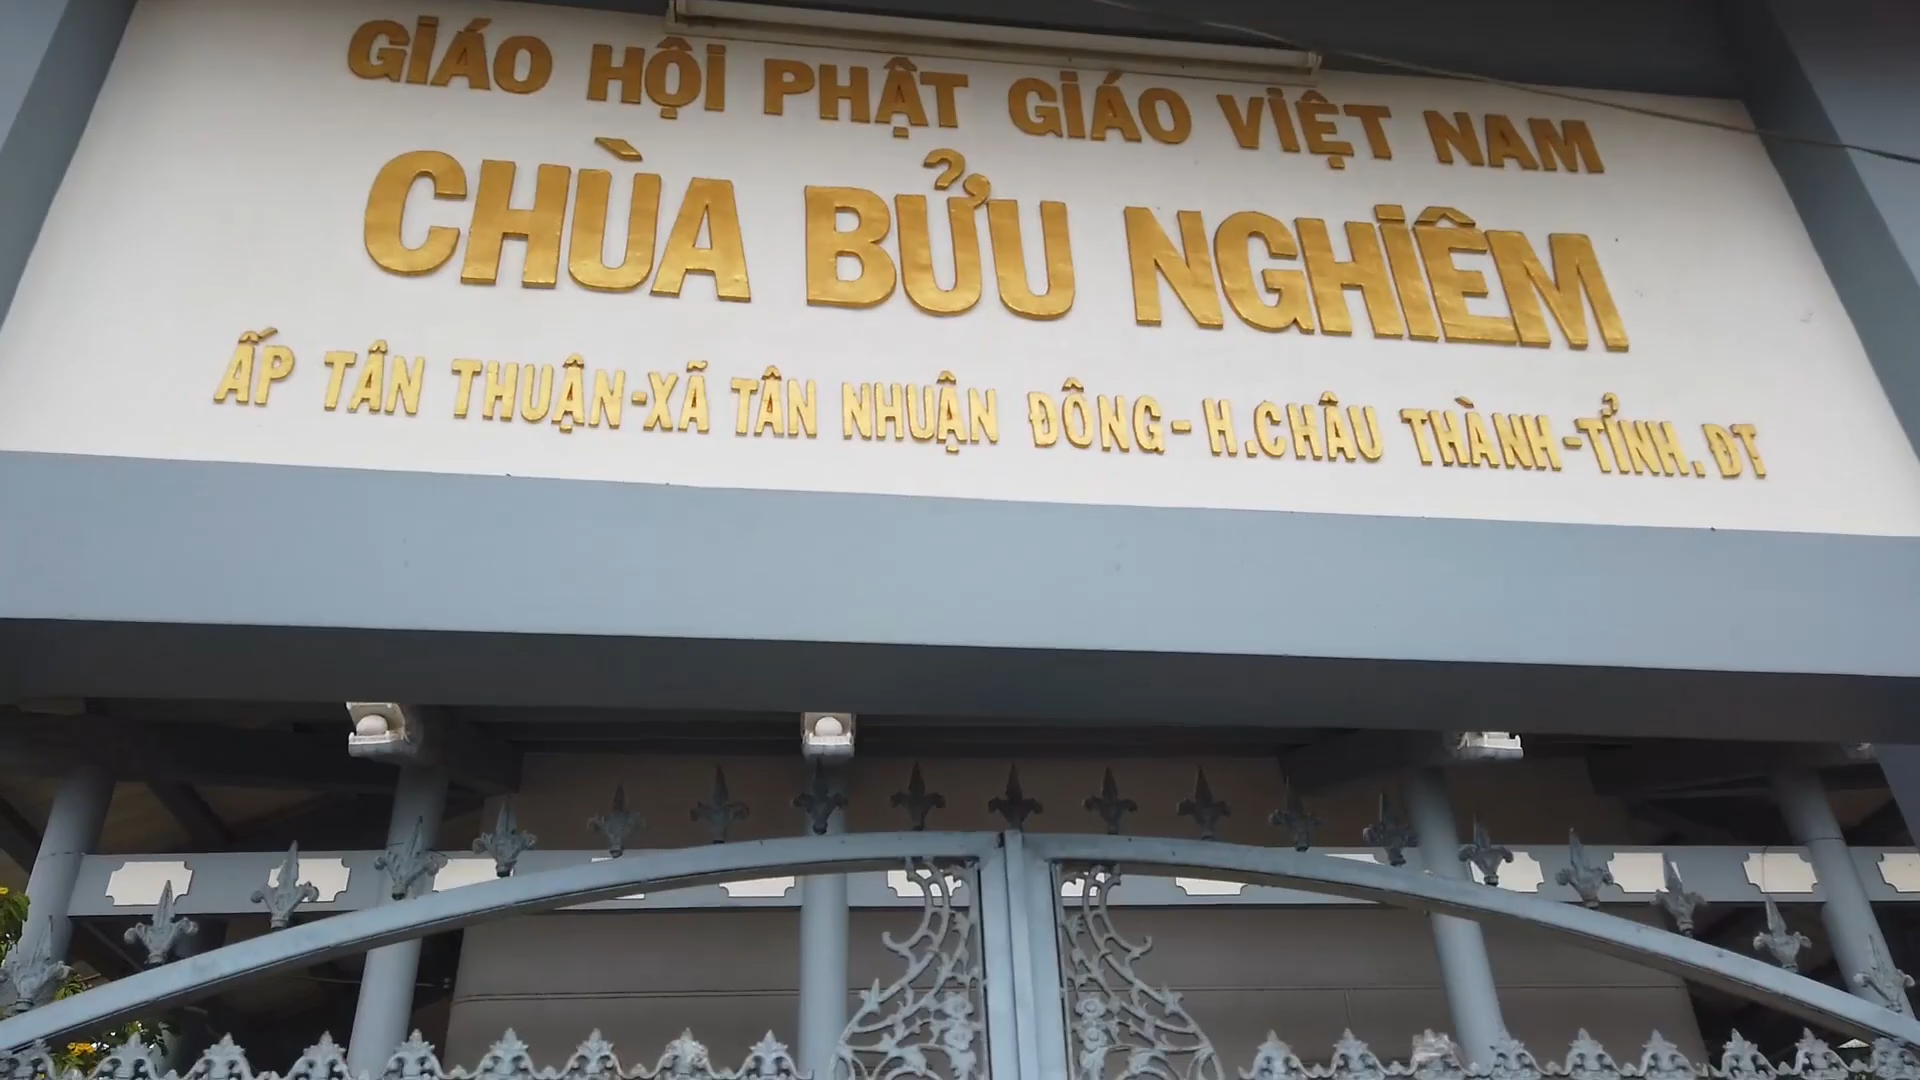 GIÁO HỘI PHẬT GIÁO VIỆT NAM
CHÙA BỬU NGHIÊM
ẤP TÂN THUẬN-XÃ TÂN NHUẬN ĐÔNG-H.CHÂU THÀNH-TỈNH.ĐT